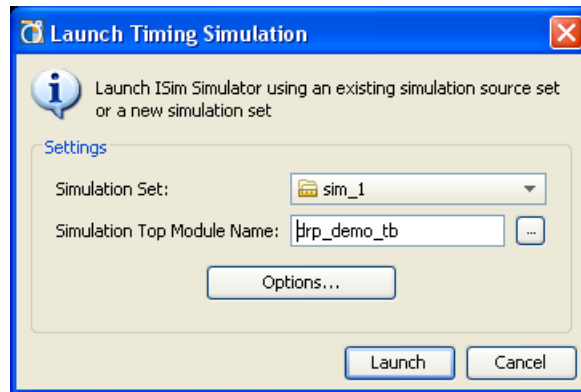 Launch Timing Simulation
Launch ISim Simulator using an existing simulation source set
or a new simulation set
Settings
Simulation Set:
sim_1
Simulation Top Module Name:
drp_demo_tb
...
Options...
Launch
Cancel